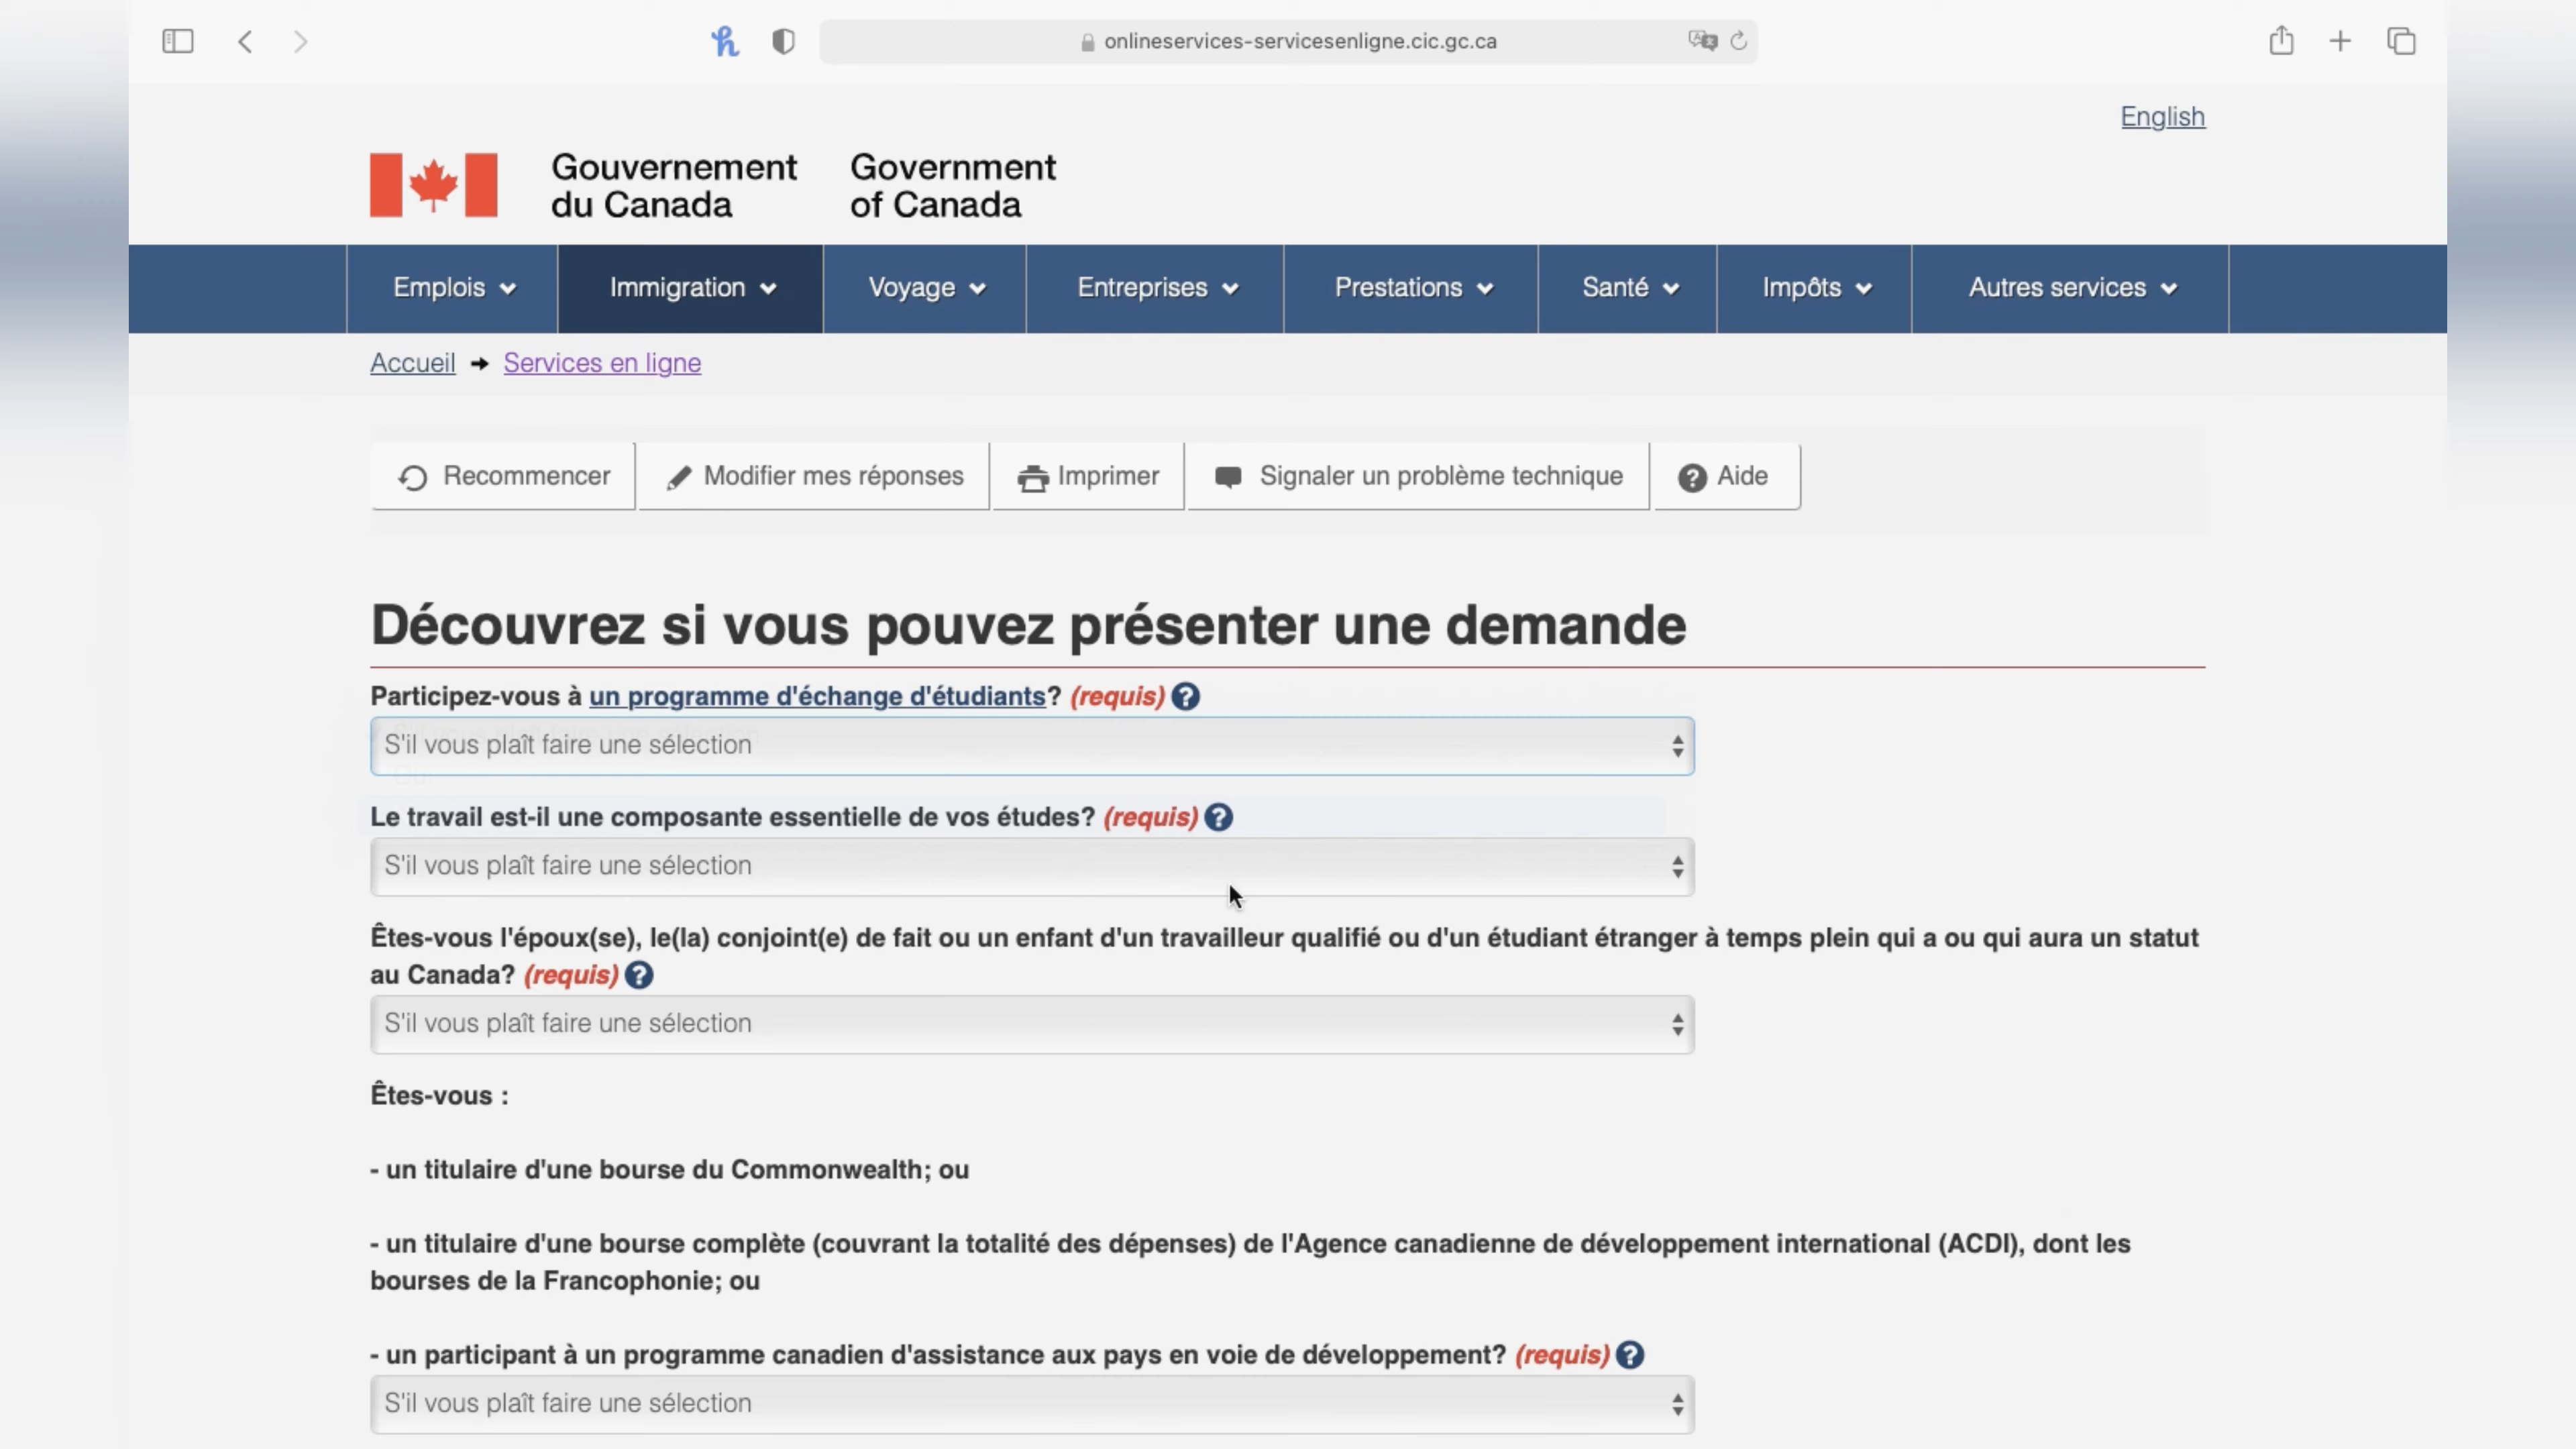 onlineservices-servicesenligne.cic.gc.ca
English
Gouvernement
du Canada
Government
of Canada
Emplois
Immigration
Voyage
Entreprises
Prestations
Santé
Impôts
Autres services
Accueil
Services en ligne
Recommencer
Modifier mes réponses
Imprimer
Signaler un problème technique
Aide
Découvrez si vous pouvez présenter une demande
Participez-vous à un programme d'échange d'étudiants? (requis)
S'il vous plaît faire une sélection
Le travail est-il une composante essentielle de vos études? (requis)
S'il vous plaît faire une sélection
Êtes-vous l'époux(se), le(la) conjoint(e) de fait ou un enfant d'un travailleur qualifié ou d'un étudiant étranger à temps plein qui a ou qui aura un statut
au Canada? (requis)
S'il vous plaît faire une sélection
Êtes-vous :
- un titulaire d'une bourse du Commonwealth; ou
- un titulaire d'une bourse complète (couvrant la totalité des dépenses) de l'Agence canadienne de développement international (ACDI), dont les
bourses de la Francophonie; ou
- un participant à un programme canadien d'assistance aux pays en voie de développement? (requis)
S'il vous plaît faire une sélection